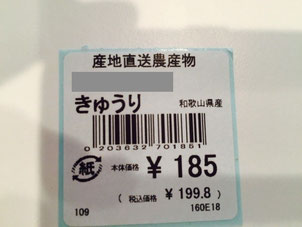 産地直送農産物
きゅうり 和歌山県産
0203632701851
紙 本体価格 ¥ 185
( 税込価格 ¥ 199.8 )
109 160E18